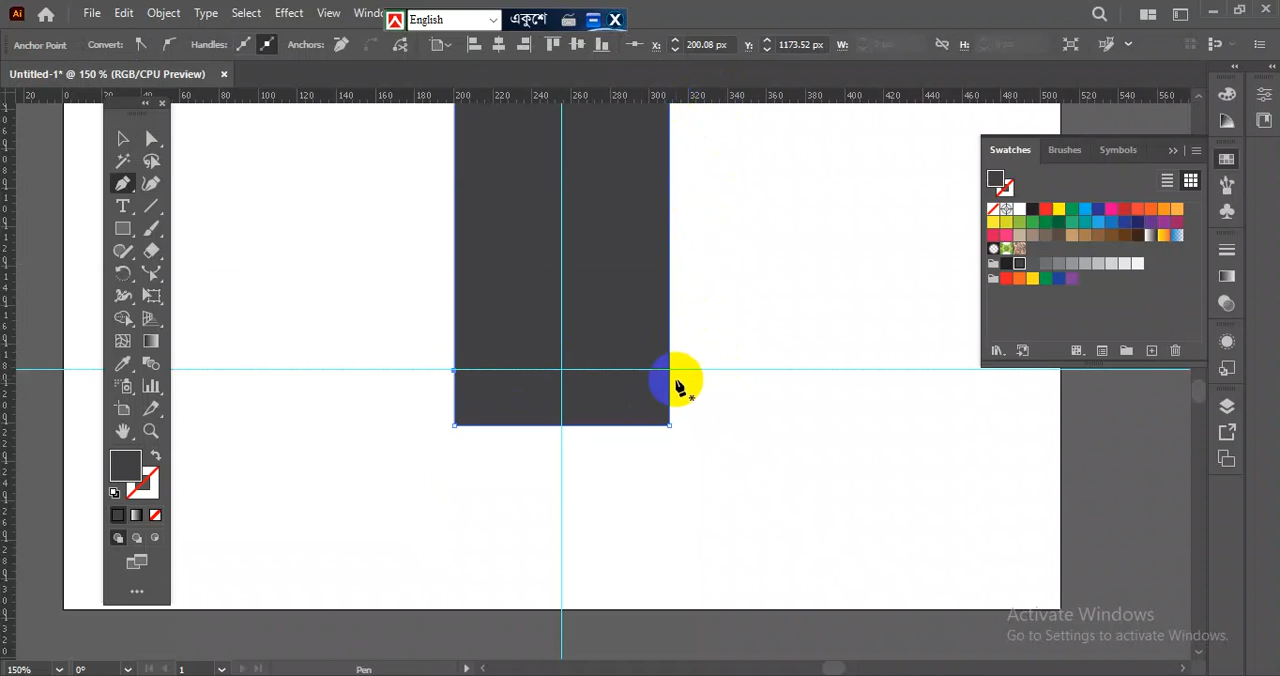 Ai File Edit Object Type Select Effect View Windo English একুশে
Anchor Point Convert: Handles: Anchors: X: 200.08 px Y: 1173.52 px W: H:
Untitled-1* @ 150 % (RGB/CPU Preview)
20 0 20 40 60 80 100 120 140 160 180 200 220 240 260 280 300 320 340 360 380 400 420 440 460 480 500 520 540 560
Swatches Brushes Symbols
Activate Windows
Go to Settings to activate Windows.
150% 0° 1 Pen